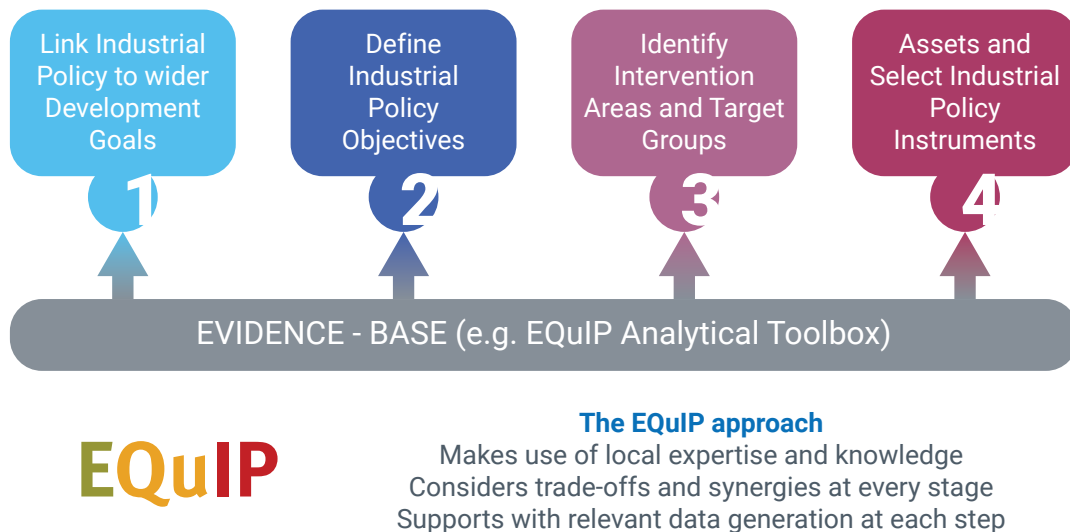 Link Industrial
Policy to wider
Development
Goals
1
Define
Industrial
Policy
Objectives
2
Identify
Intervention
Areas and Target
Groups
3
Assets and
Select Industrial
Policy
Instruments
4
EVIDENCE - BASE (e.g. EQuIP Analytical Toolbox)
EQuIP
The EQuIP approach
Makes use of local expertise and knowledge
Considers trade-offs and synergies at every stage
Supports with relevant data generation at each step